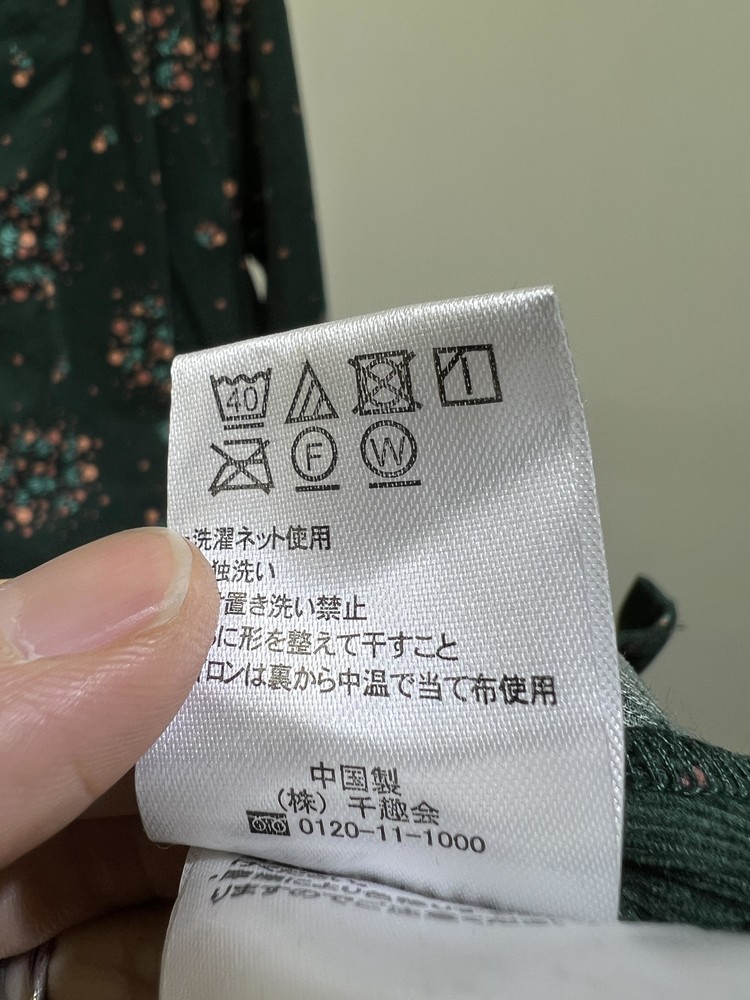 40
F W
洗濯ネット使用
独洗い
置き洗い禁止
に形を整えて干すこと
ロンは裏から中温で当て布使用
中国製
（株） 千趣会
0120-11-1000